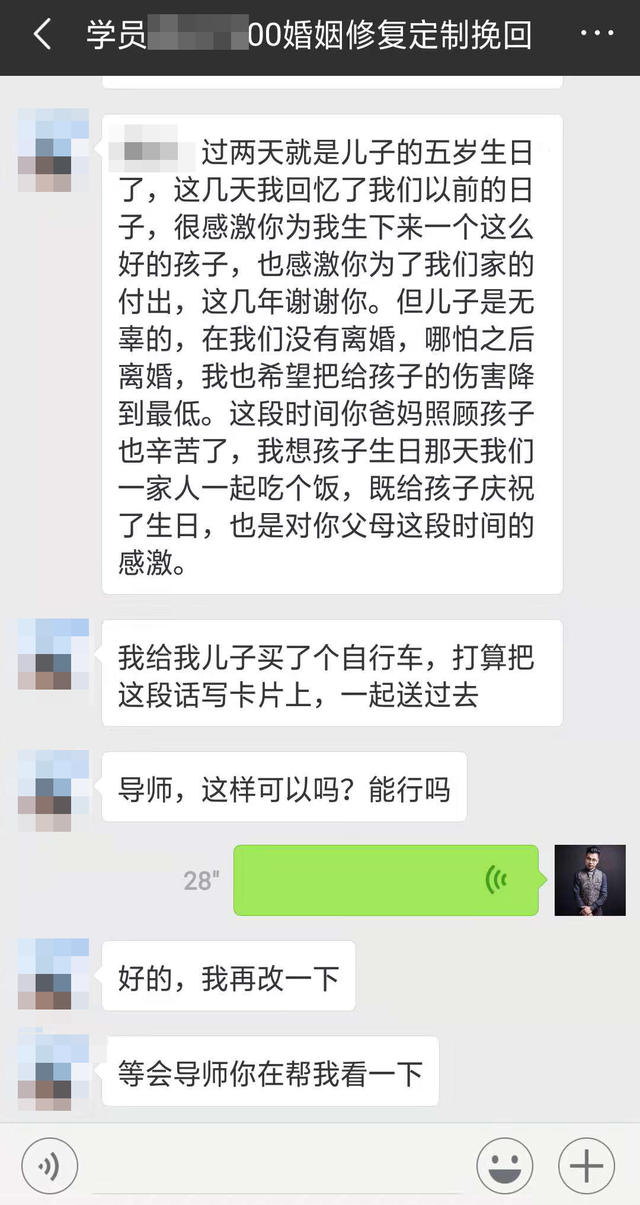 学员00婚姻修复定制挽回
过两天就是儿子的五岁生日
了，这几天我回忆了我们以前的日
子，很感激你为我生下来一个这么
好的孩子，也感激你为了我们家的
付出，这几年谢谢你。但儿子是无
辜的，在我们没有离婚，哪怕之后
离婚，我也希望把给孩子的伤害降
到最低。这段时间你爸妈照顾孩子
也辛苦了，我想孩子生日那天我们
一家人一起吃个饭，既给孩子庆祝
了生日，也是对你父母这段时间的
感激。
我给我儿子买了个自行车，打算把
这段话写卡片上，一起送过去
导师，这样可以吗？能行吗
28"
好的，我再改一下
等会导师你在帮我看一下